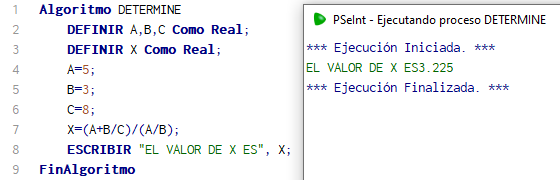 1 Algoritmo DETERMINE
2 DEFINIR A,B,C Como Real;
3 DEFINIR X Como Real;
4 A=5;
5 B=3;
6 C=8;
7 X=(A+B/C)/(A/B);
8 ESCRIBIR "EL VALOR DE X ES", X;
9 FinAlgoritmo
PSeInt - Ejecutando proceso DETERMINE
*** Ejecución Iniciada. ***
EL VALOR DE X ES3.225
*** Ejecución Finalizada. ***